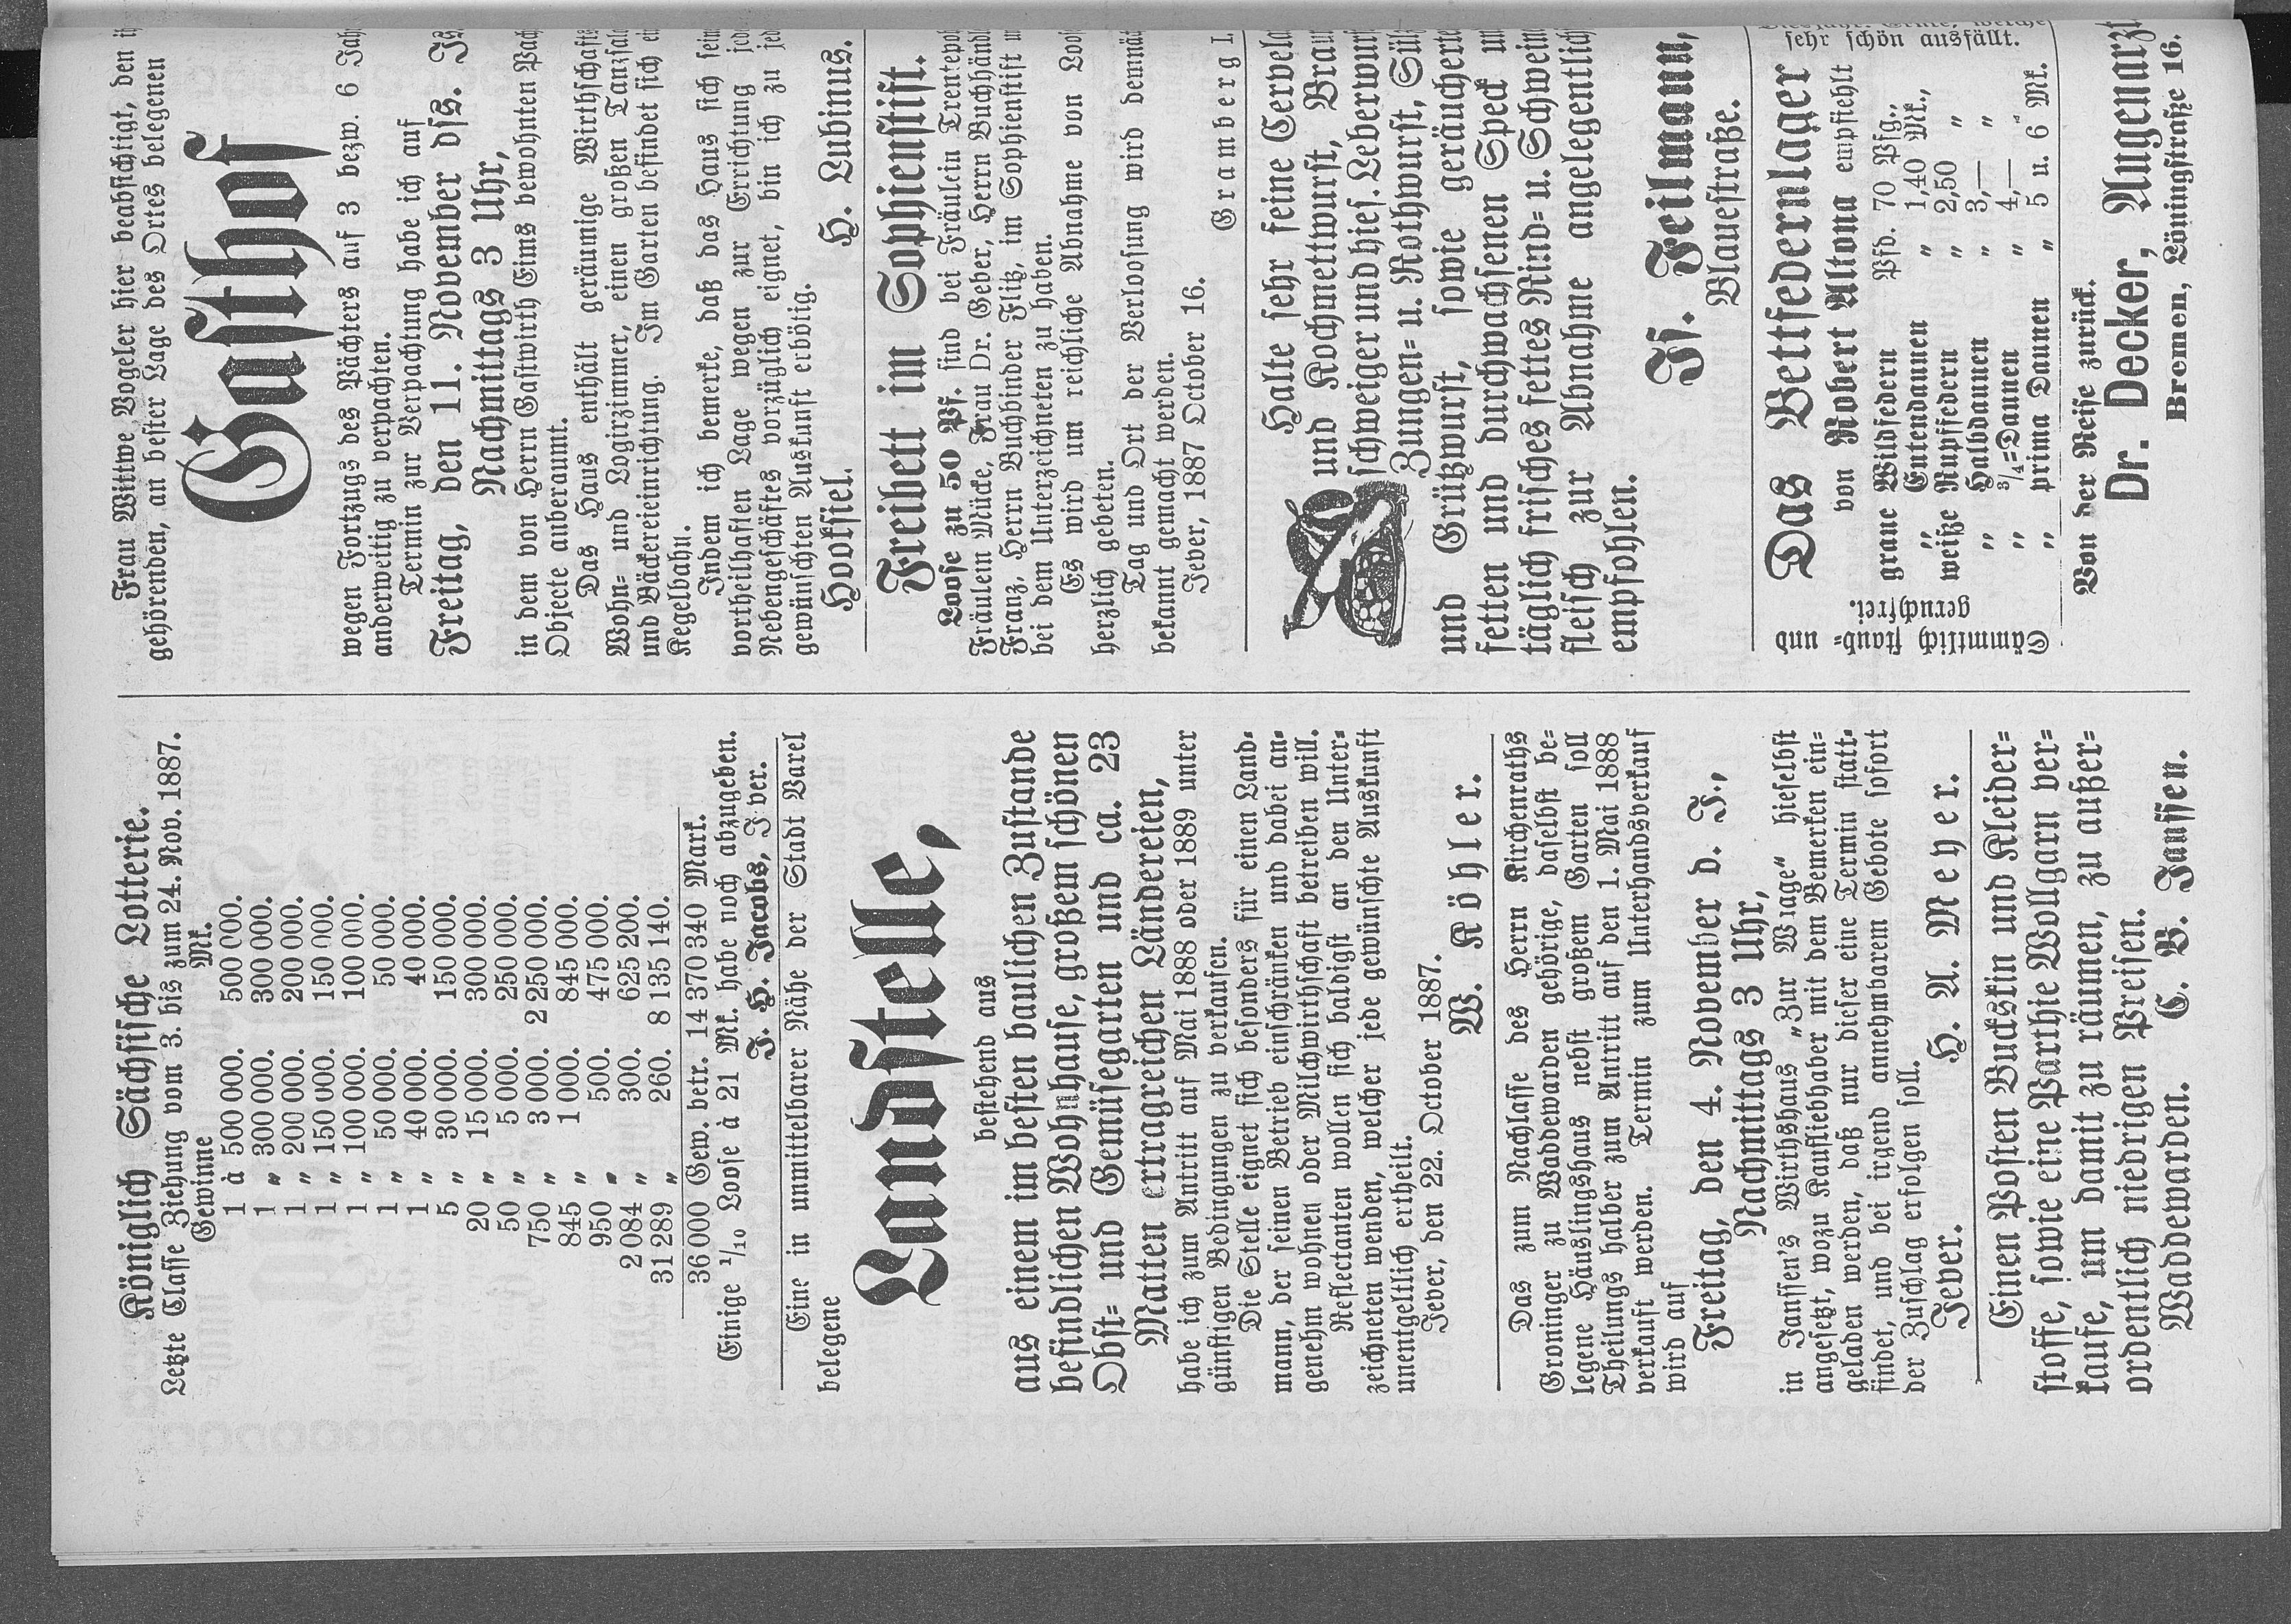 Königlich Sächsische Lotterie.
Letzte Classe Ziehung vom 3. bis zum 24. Nov. 1887.
Gewinne Mk.
1 à 500 000. 500 000.
1 „ 300 000. 300 000.
1 „ 200 000. 200 000.
1 „ 150 000. 150 000.
1 „ 100 000. 100 000.
1 „ 50 000. 50 000.
1 „ 40 000. 40 000.
5 „ 30 000. 150 000.
20 „ 15 000. 300 000.
50 „ 5 000. 250 000.
750 „ 3 000. 2 250 000.
845 „ 1 000. 845 000.
950 „ 500. 475 000.
2 084 „ 300. 625 200.
31 289 „ 260. 8 135 140.
36 000 Gew. betr. 14 370 340 Mark.
Einige 1/10 Loose à 21 Mk. habe noch abzugeben.
J. H. Jacobs, J ver.
Eine in unmittelbarer Nähe der Stadt Varel
belegene
Landstelle,
bestehend aus
aus einem im besten baulichen Zustande
befindlichen Wohnhause, großem schönen
Obst= und Gemüsegarten und ca. 23
Matten ertragreichen Ländereien,
habe ich zum Antritt auf Mai 1888 oder 1889 unter
günstigen Bedingungen zu verkaufen.
Die Stelle eignet sich besonders für einen Land=
mann, der seinen Betrieb einschränken und dabei an=
genehm wohnen oder Milchwirthschaft betreiben will.
Reflectanten wollen sich baldigst an den Unter=
zeichneten wenden, welcher jede gewünschte Auskunft
unentgeltlich ertheilt.
Jever, den 22. October 1887.
W. Köhler.
Das zum Nachlasse des Herrn Kirchenraths
Groninger zu Waddewarden gehörige, daselbst be=
legene Häuslingshaus nebst großem Garten soll
Theilungs halber zum Antritt auf den 1. Mai 1888
verkauft werden. Termin zum Unterhandsverkauf
wird auf
Freitag, den 4. November d. J.,
Nachmittags 3 Uhr,
in Janssen's Wirthshaus „Zur Wage“ hieselbst
angesetzt, wozu Kaufliebhaber mit dem Bemerken ein=
geladen werden, daß nur dieser eine Termin statt=
findet, und bei irgend annehmbarem Gebote sofort
der Zuschlag erfolgen soll.
Jever. H. A. Meyer.
Einen Posten Buckskin und Kleider=
stoffe, sowie eine Parthie Wollgarn ver=
kaufe, um damit zu räumen, zu außer=
ordentlich niedrigen Preisen.
Waddewarden. C. B. Janssen.
Frau Wittwe Vogeler hier beabsichtigt, den
gehörenden, an bester Lage des Ortes belegenen
Gasthof
wegen Fortzugs des Pächters auf 3 bezw. 6
anderweitig zu verpachten.
Termin zur Verpachtung habe ich auf
Freitag, den 11. November dss.
Nachmittags 3 Uhr,
in dem von Herrn Gastwirth Eims bewohnten
Objecte anberaumt.
Das Haus enthält geräumige
Wohn= und Logirzimmer, einen großen
und Bäckereieinrichtung. Im Garten befindet sich
Kegelbahn.
Indem ich bemerke, daß das Haus sich
vortheilhaften Lage wegen zur Errichtung
Nebengeschäftes vorzüglich eignet, bin ich zu
gewünschten Auskunft erbötig.
Hooksiel. H. Lubinus.
Freibett im Sophienstift.
Loose zu 50 Pf. sind bei Fräulein
Fräulein Mücke, Frau Dr. Geber, Herrn
Franz, Herrn Buchbinder Flitz, im Sophienstift
bei dem Unterzeichneten zu haben.
Es wird um reichliche Abnahme von
herzlich gebeten.
Tag und Ort der Verloosung wird
bekannt gemacht werden.
Jever, 1887 October 16.
Gramberg
Halte sehr feine
und Kochmettwurst,
schweiger und hies. Leberwurst
Zungen= u. Rothwurst,
und Grützwurst, sowie
fetten und durchwachsenen Speck
täglich frisches fettes Rind= u.
fleisch zur Abnahme
empfohlen.
Fr. Feilmann,
Blauestraße.
Das Bettfedernlager
von Robert Altona empfiehlt
graue Wildfedern Pfd. 70 Pfg.,
„ Entendaunen „ 1,40 Mk.,
weiße Rupffedern „ 2,50 „
„ Halbdaunen „ 3,— „
„ 3/4=Daunen „ 4,—
„ prima Daunen „ 5 u. 6 Mk.
Sämmtlich staub= und
geruchfrei.
sehr schön ausfällt.
Von der Reise zurück.
Dr. Decker, Augenarzt
Bremen, Löningstraße 16.